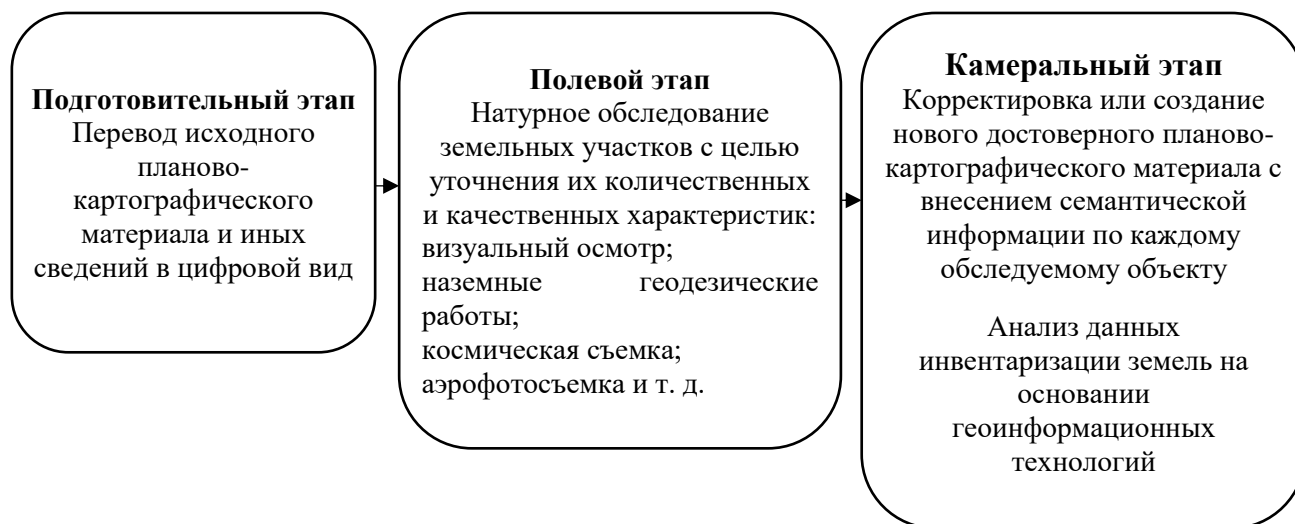 Подготовительный этап
Перевод исходного
планово-
картографического
материала и иных
сведений в цифровой вид
Полевой этап
Натурное обследование
земельных участков с целью
уточнения их количественных
и качественных характеристик:
визуальный осмотр;
наземные геодезические
работы;
космическая съемка;
аэрофотосъемка и т. д.
Камеральный этап
Корректировка или создание
нового достоверного планово-
картографического материала с
внесением семантической
информации по каждому
обследуемому объекту
Анализ данных
инвентаризации земель на
основании
геоинформационных
технологий